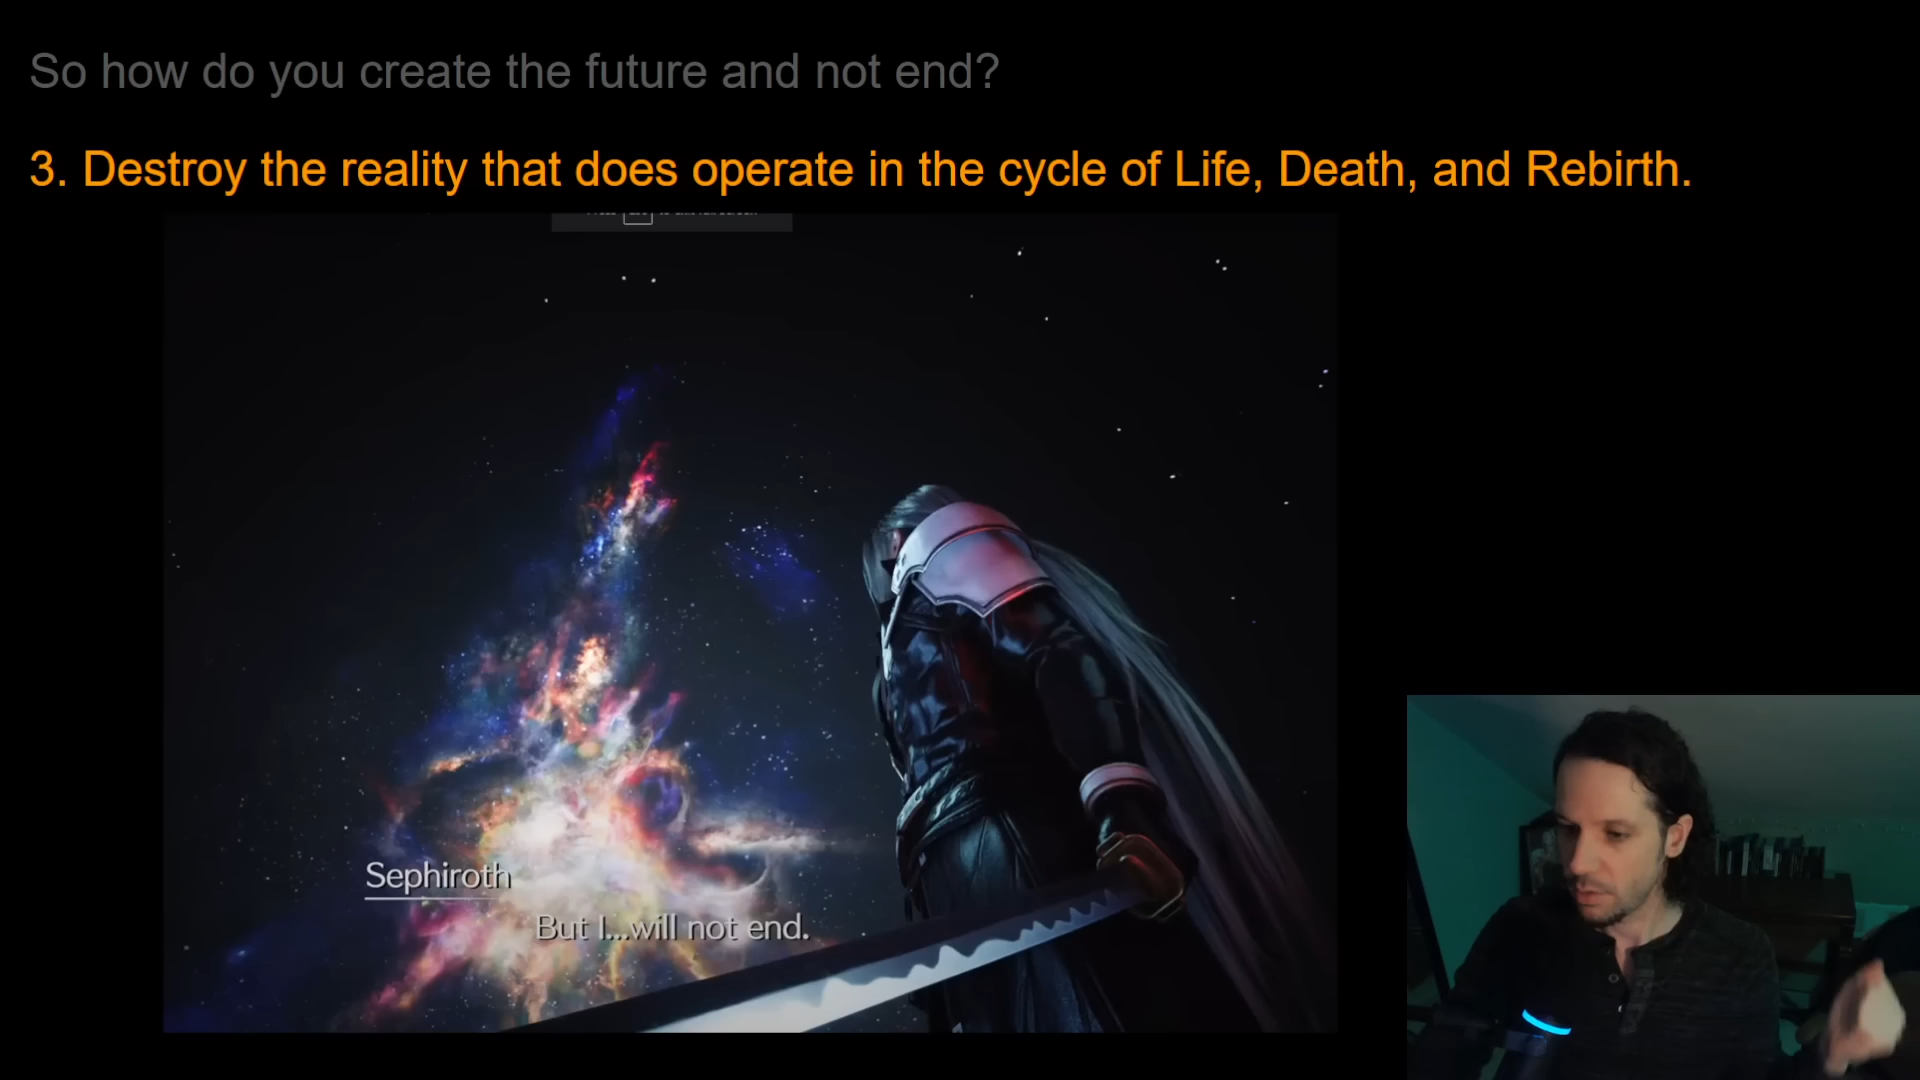 So how do you create the future and not end?
3. Destroy the reality that does operate in the cycle of Life, Death, and Rebirth.
Sephiroth
But I...will not end.